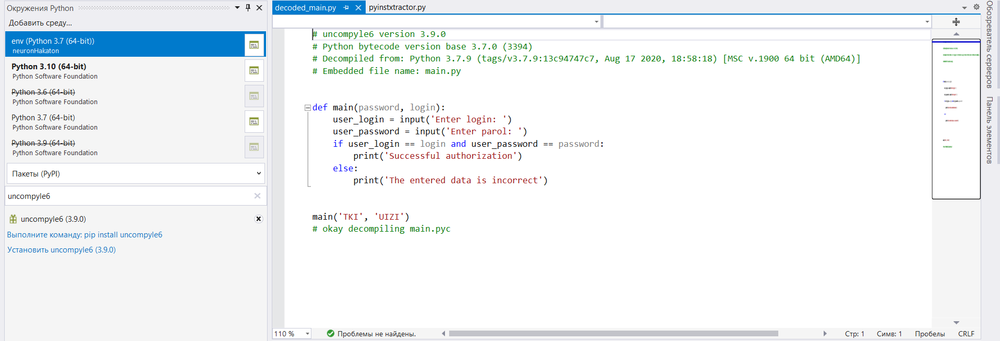 Окружения Python
Добавить среду...
env (Python 3.7 (64-bit))
neuronHakaton
Python 3.10 (64-bit)
Python Software Foundation
Python 3.6 (64-bit)
Python Software Foundation
Python 3.7 (64-bit)
Python Software Foundation
Python 3.9 (64-bit)
Python Software Foundation
Пакеты (PyPI)
uncompyle6
uncompyle6 (3.9.0)
Выполните команду: pip install uncompyle6
Установить uncompyle6 (3.9.0)
decoded_main.py
pyinstxtractor.py
# uncompyle6 version 3.9.0
# Python bytecode version base 3.7.0 (3394)
# Decompiled from: Python 3.7.9 (tags/v3.7.9:13c94747c7, Aug 17 2020, 18:58:18) [MSC v.1900 64 bit (AMD64)]
# Embedded file name: main.py
def main(password, login):
    user_login = input('Enter login: ')
    user_password = input('Enter parol: ')
    if user_login == login and user_password == password:
        print('Successful authorization')
    else:
        print('The entered data is incorrect')
main('TKI', 'UIZI')
# okay decompiling main.pyc
110 %
Проблемы не найдены.
Стр: 1
Симв: 1
Пробелы
CRLF
Обозреватель серверов
Панель элементов